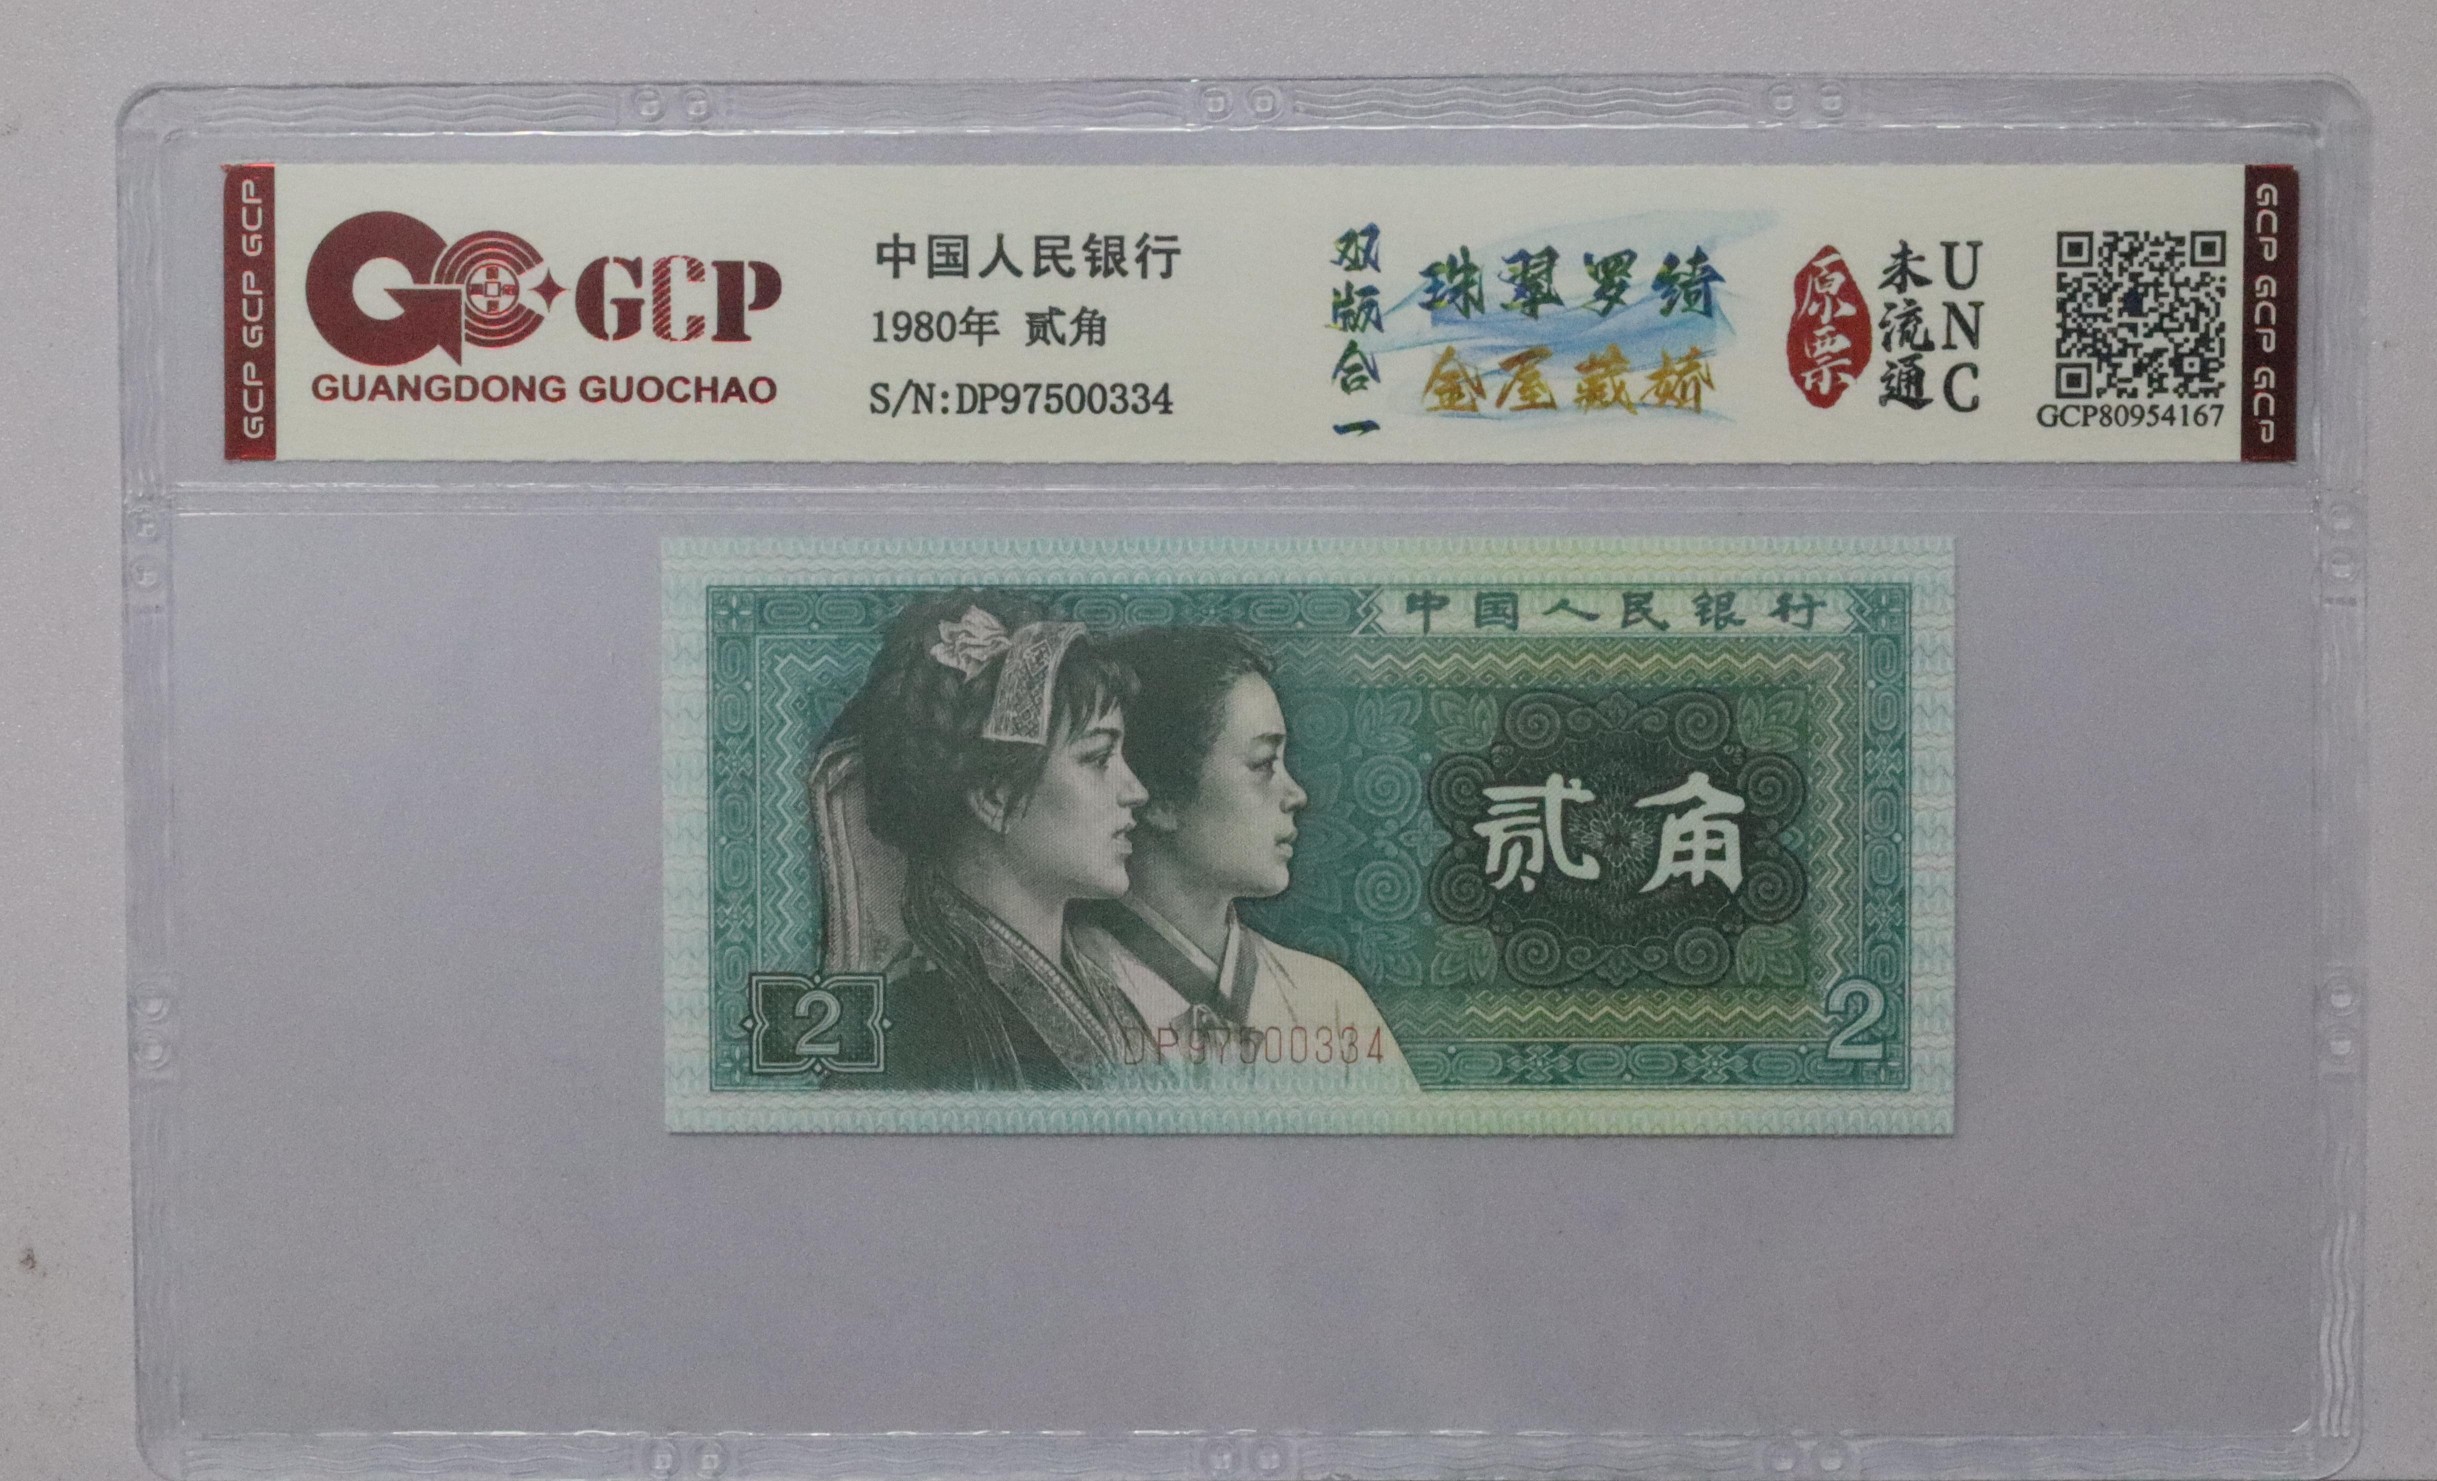 GCP GCP GCP
GCP
GUANGDONG GUOCHAO
中国人民银行
1980年 贰角
S/N:DP97500334
双版合一
珠翠罗绮
金屋藏娇
原票
未流通
UNC
GCP80954167
GCP GCP GCP
中国人民银行
贰角
2
DP97500334
2